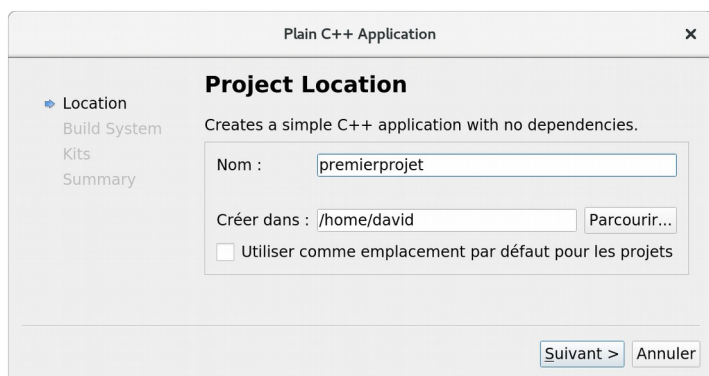 Plain C++ Application
Project Location
Location
Build System
Kits
Summary
Creates a simple C++ application with no dependencies.
Nom : premierprojet
Créer dans : /home/david Parcourir...
Utiliser comme emplacement par défaut pour les projets
Suivant > Annuler